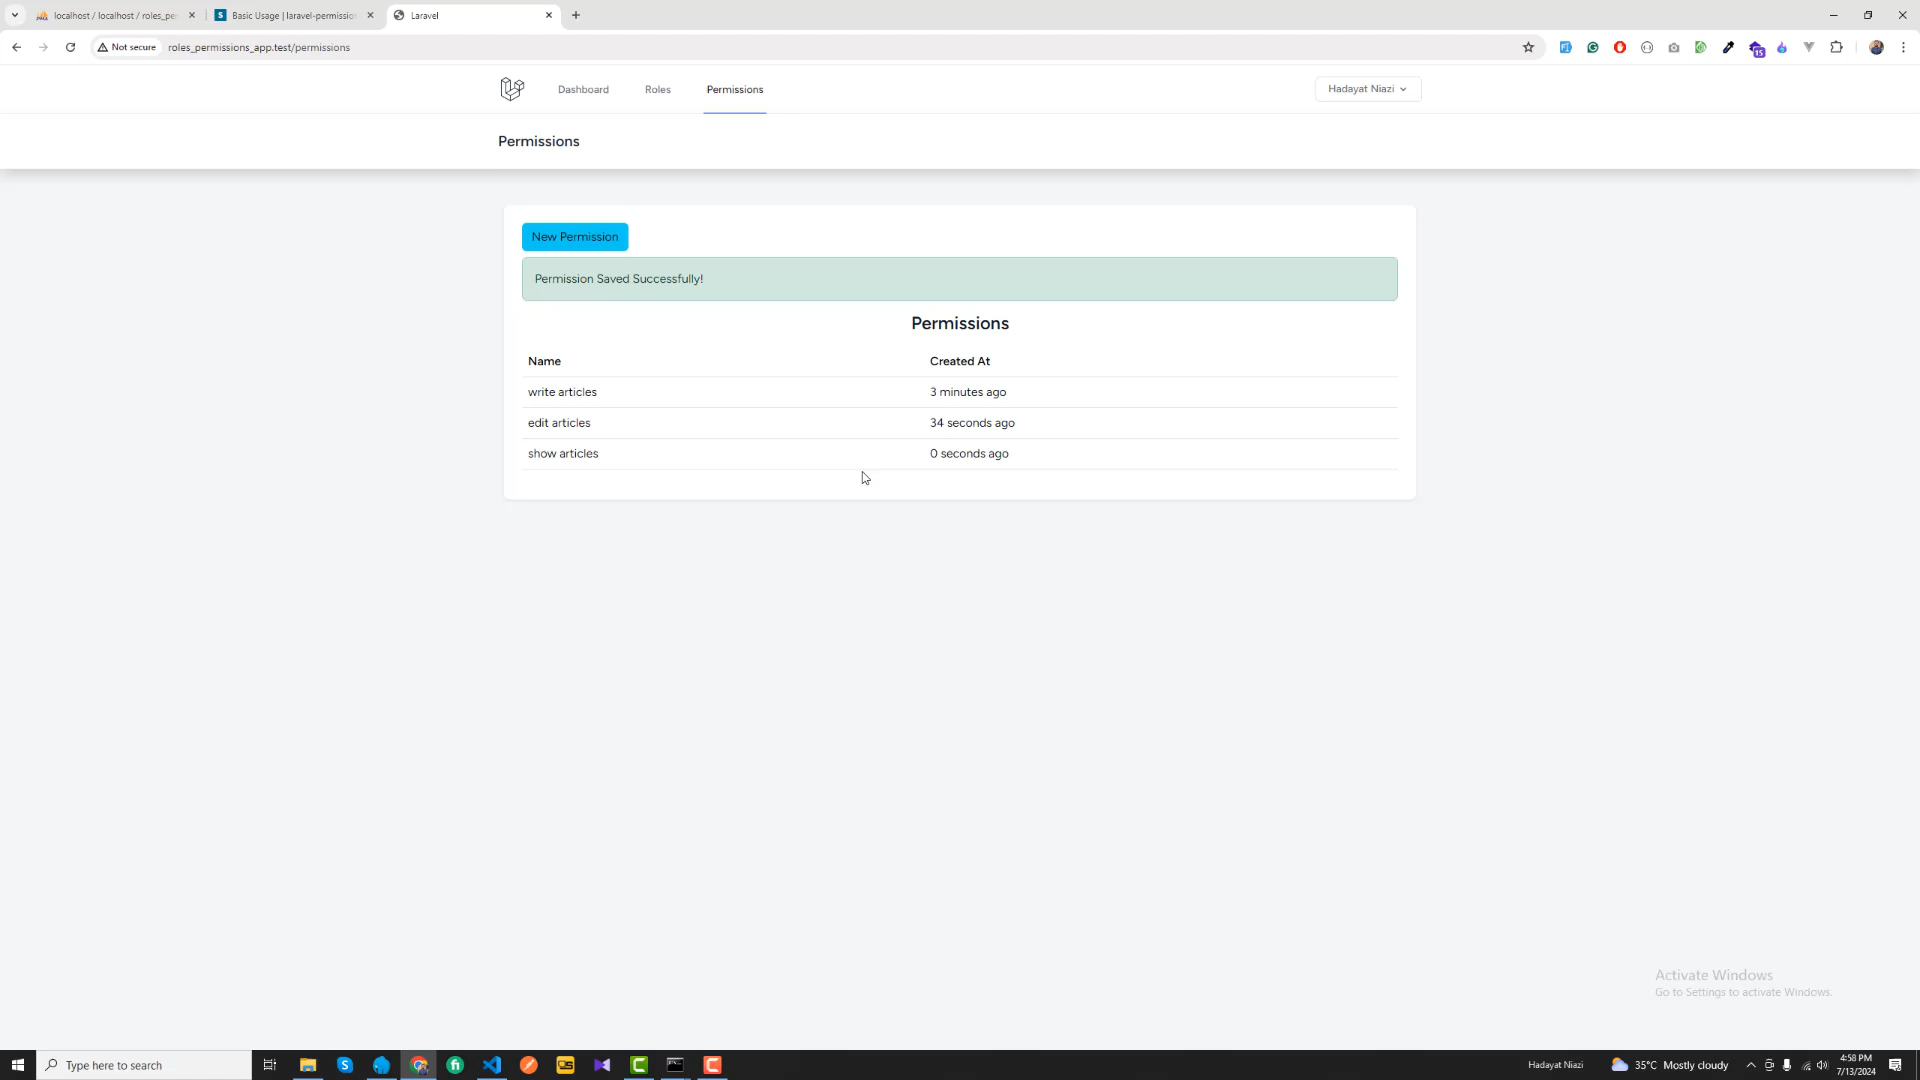 localhost / localhost / roles_pe
Basic Usage | laravel-permissio
Laravel
Not secure
roles_permissions_app.test/permissions
15
Dashboard
Roles
Permissions
Hadayat Niazi
Permissions
New Permission
Permission Saved Successfully!
Permissions
Name
Created At
write articles
3 minutes ago
edit articles
34 seconds ago
show articles
0 seconds ago
Activate Windows
Go to Settings to activate Windows.
Type here to search
Hadayat Niazi
35°C Mostly cloudy
4:58 PM
7/13/2024